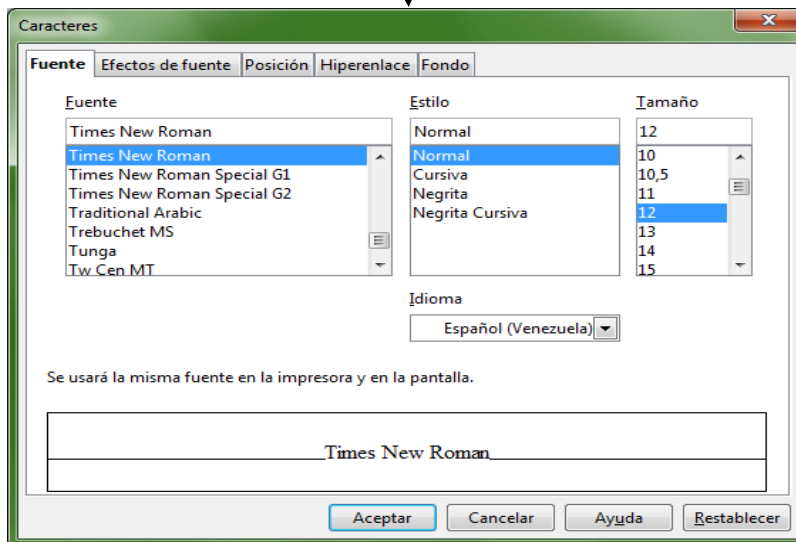 Caracteres
Fuente Efectos de fuente Posición Hiperenlace Fondo
Fuente Estilo Tamaño
Times New Roman Normal 12
Times New Roman Normal 10
Times New Roman Special G1 Cursiva 10,5
Times New Roman Special G2 Negrita 11
Traditional Arabic Negrita Cursiva 12
Trebuchet MS 13
Tunga 14
Tw Cen MT 15
Idioma
Español (Venezuela)
Se usará la misma fuente en la impresora y en la pantalla.
Times New Roman
Aceptar Cancelar Ayuda Restablecer